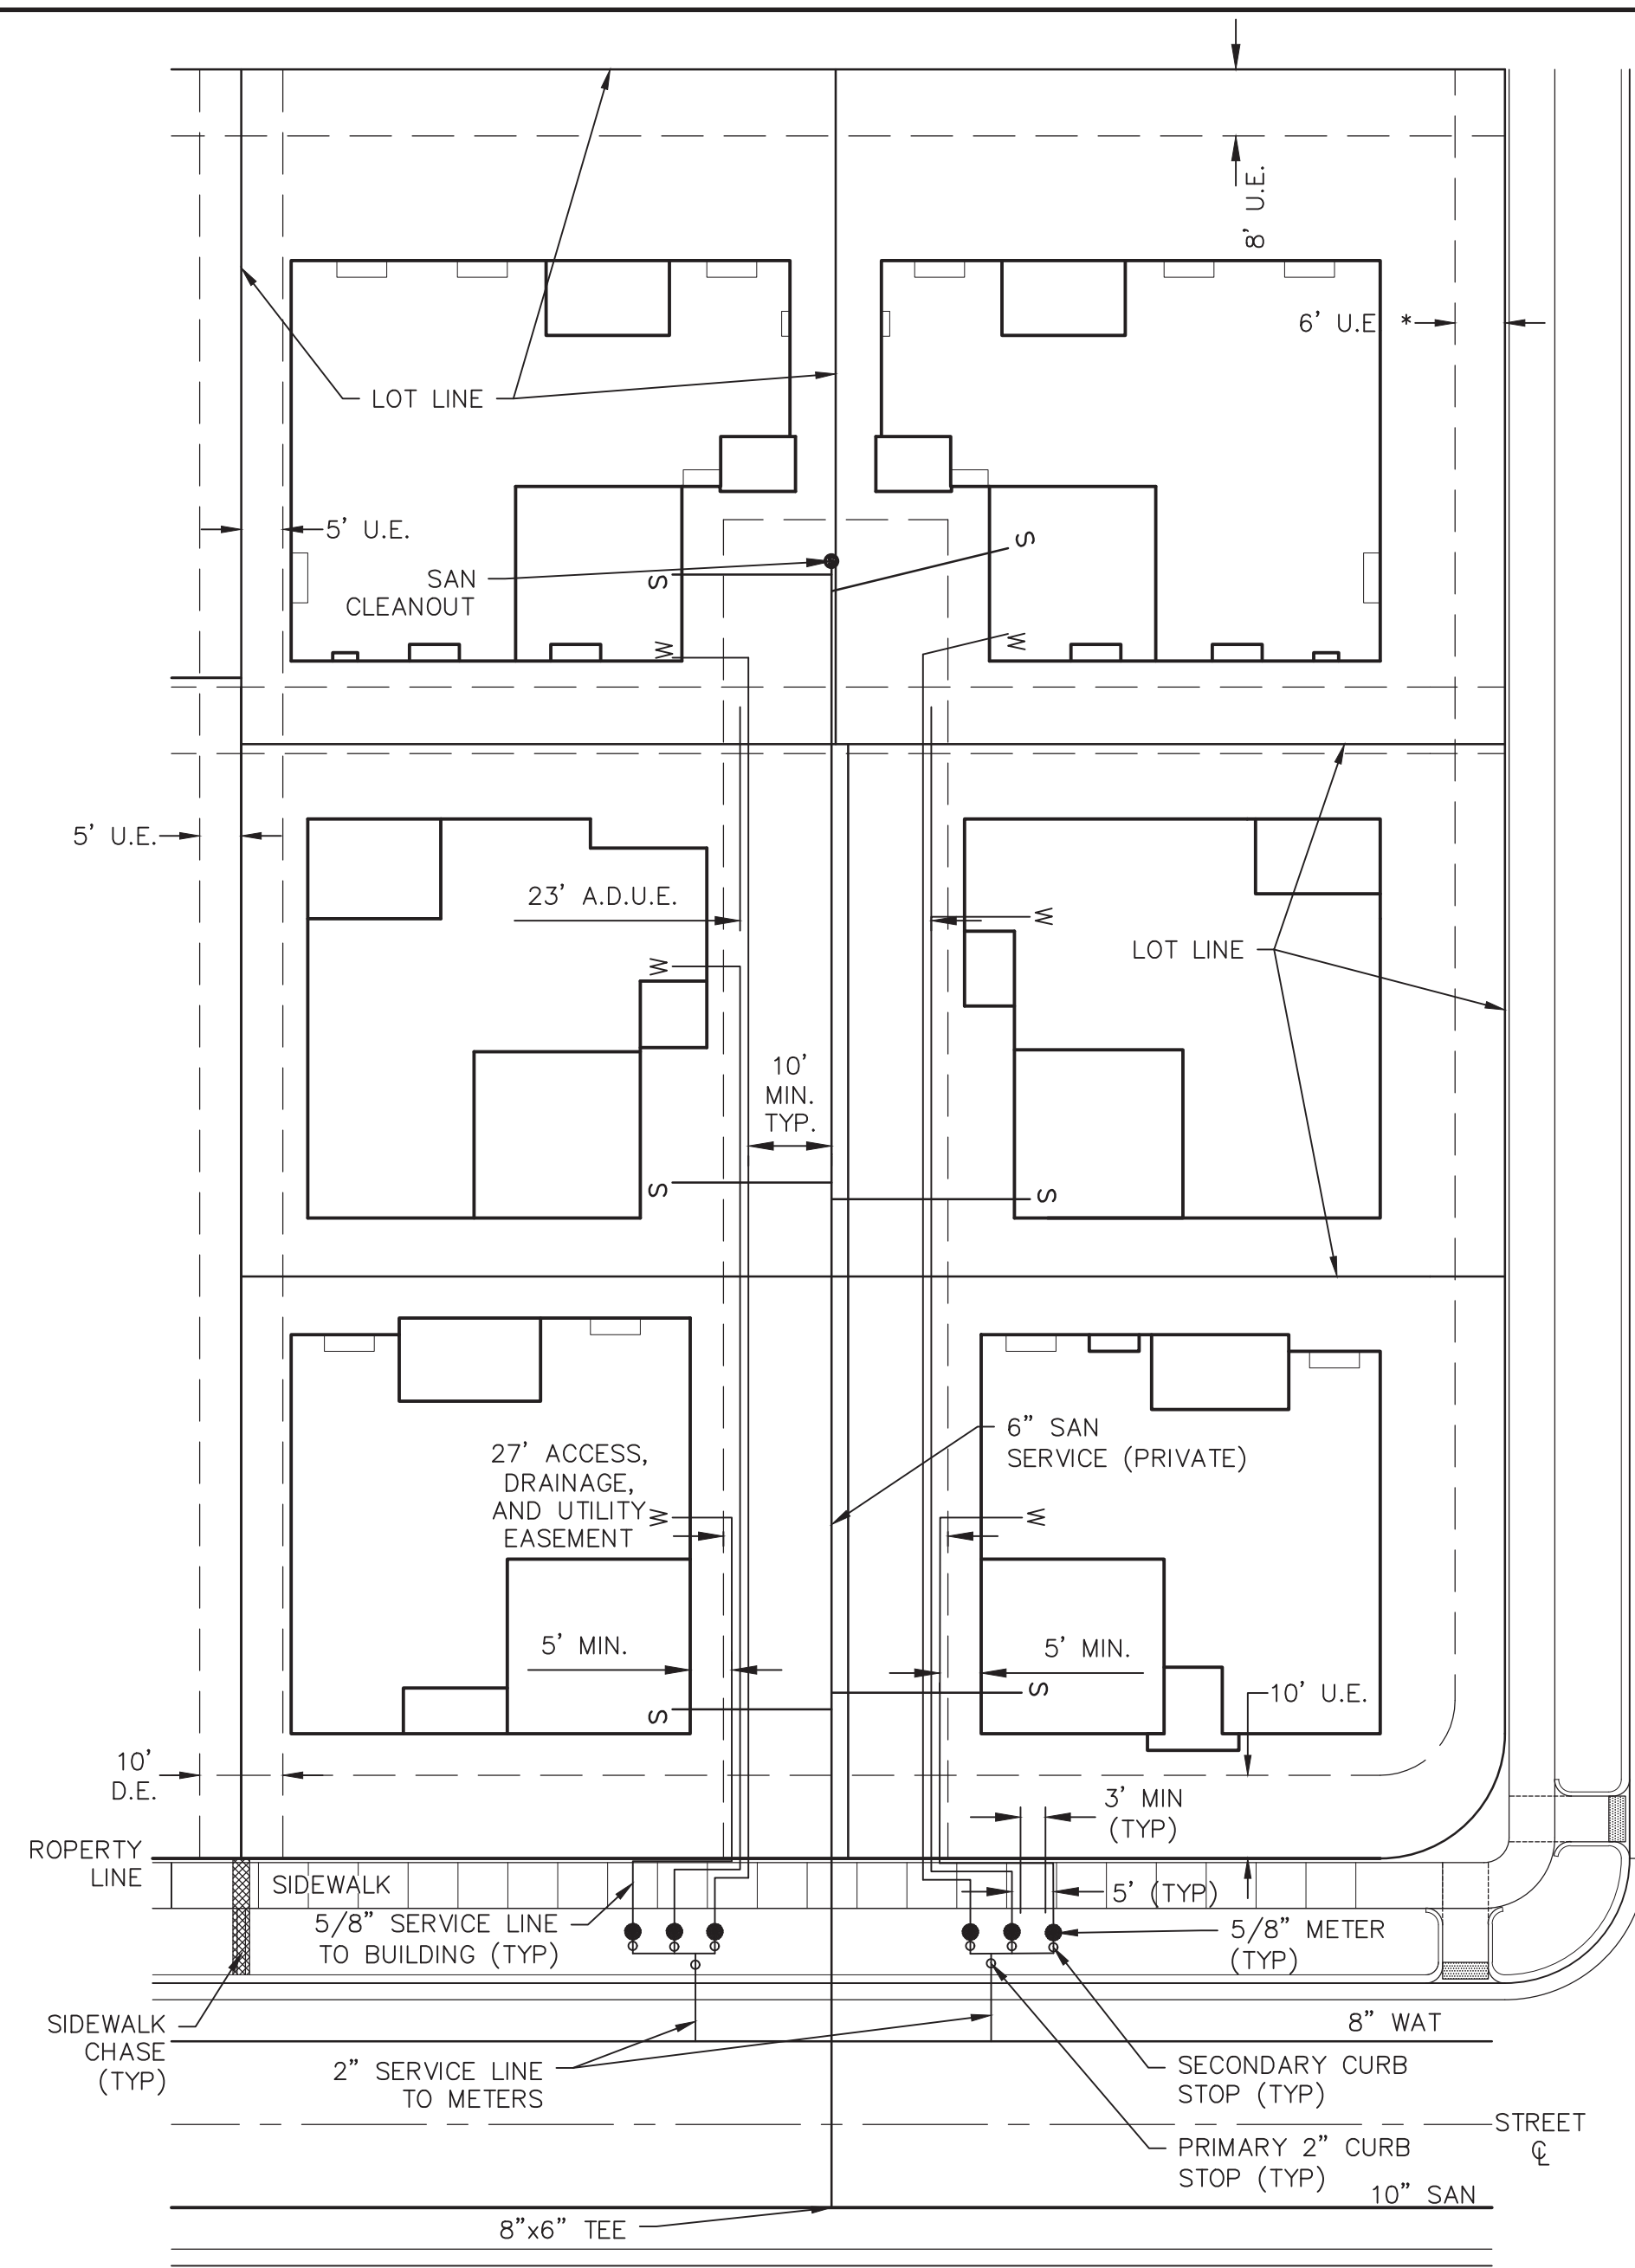 8' U.E.
6' U.E *
LOT LINE
5' U.E.
SAN
CLEANOUT
S
S
W
W
5' U.E.
23' A.D.U.E.
W
W
LOT LINE
10'
MIN.
TYP.
S
S
6" SAN
SERVICE (PRIVATE)
27' ACCESS,
DRAINAGE,
AND UTILITY
EASEMENT
W
W
5' MIN.
5' MIN.
S
S
10' U.E.
10'
D.E.
3' MIN
(TYP)
ROPERTY
LINE
SIDEWALK
5' (TYP)
5/8" SERVICE LINE
TO BUILDING (TYP)
5/8" METER
(TYP)
SIDEWALK
CHASE
(TYP)
8" WAT
2" SERVICE LINE
TO METERS
SECONDARY CURB
STOP (TYP)
STREET
℄
PRIMARY 2" CURB
STOP (TYP)
10" SAN
8"x6" TEE